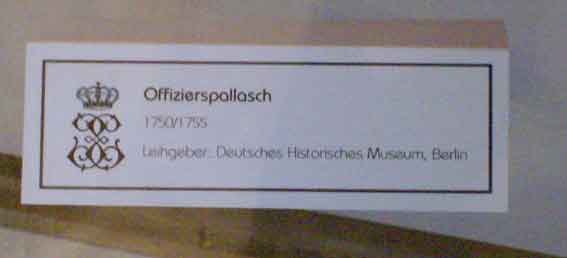 Offizierspallasch
1750/1755
Leihgeber: Deutsches Historisches Museum, Berlin